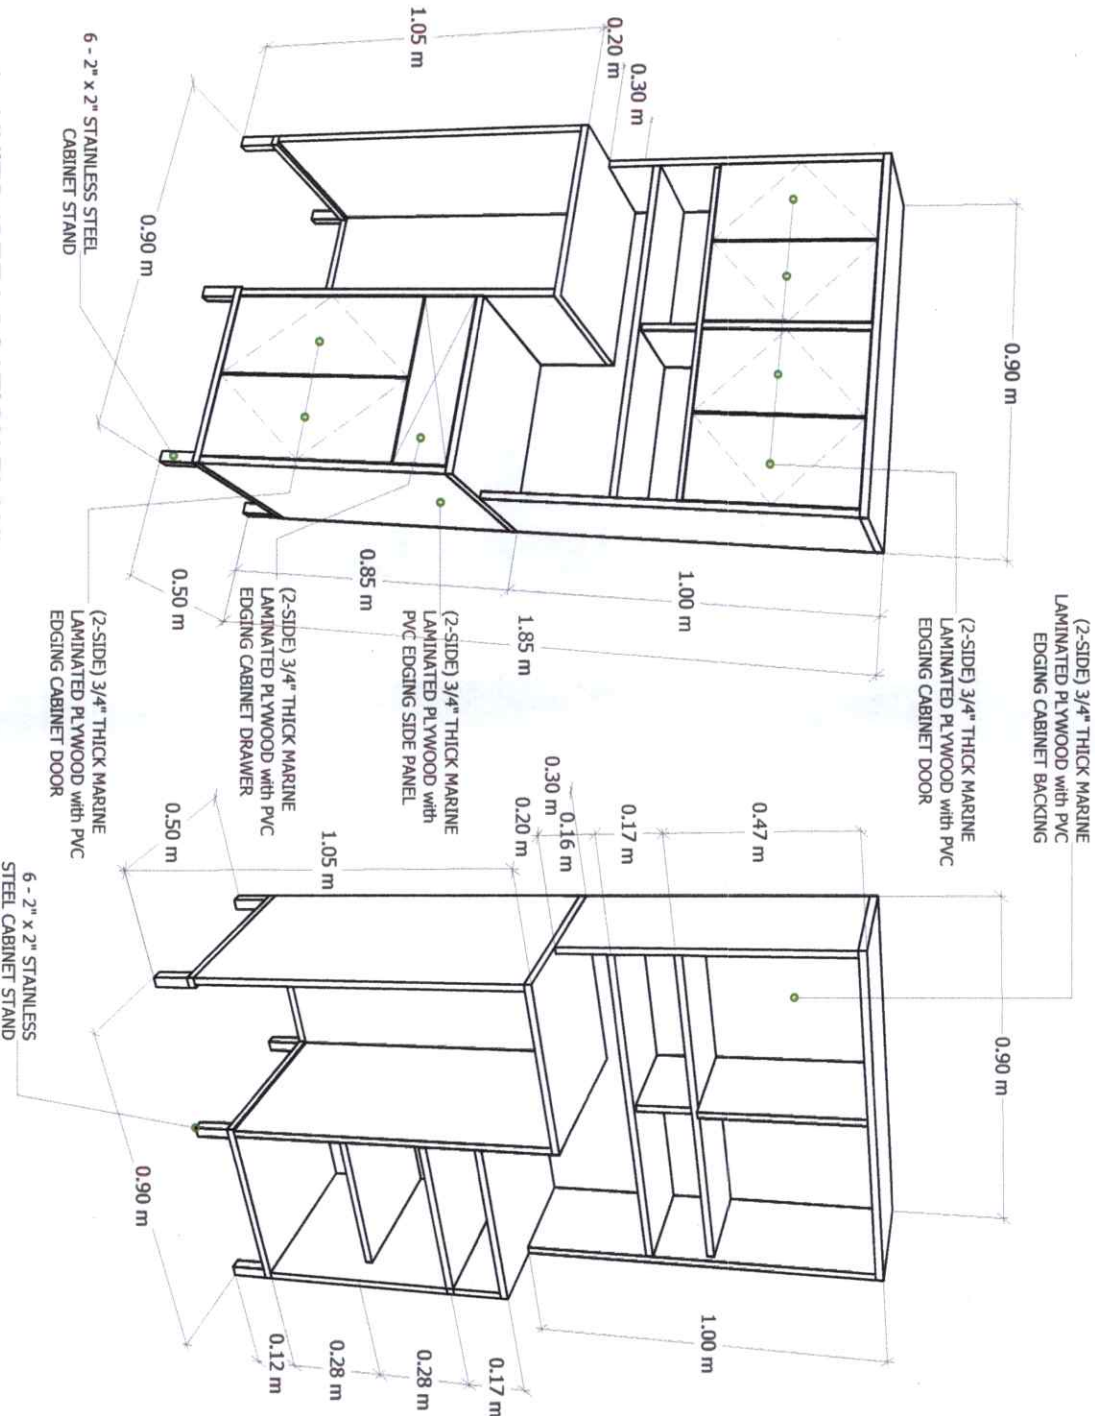 1.05 m
0.20 m
0.30 m
0.90 m
0.90 m
6 - 2" x 2" STAINLESS STEEL
CABINET STAND
1.00 m
1.85 m
0.85 m
0.50 m
(2-SIDE) 3/4" THICK MARINE
LAMINATED PLYWOOD with PVC
EDGING CABINET BACKING
(2-SIDE) 3/4" THICK MARINE
LAMINATED PLYWOOD with PVC
EDGING CABINET DOOR
(2-SIDE) 3/4" THICK MARINE
LAMINATED PLYWOOD with
PVC EDGING SIDE PANEL
(2-SIDE) 3/4" THICK MARINE
LAMINATED PLYWOOD with PVC
EDGING CABINET DRAWER
(2-SIDE) 3/4" THICK MARINE
LAMINATED PLYWOOD with PVC
EDGING CABINET DOOR
0.47 m
0.17 m
0.16 m
0.30 m
0.20 m
1.05 m
0.50 m
0.90 m
0.90 m
6 - 2" x 2" STAINLESS
STEEL CABINET STAND
1.00 m
0.17 m
0.28 m
0.28 m
0.12 m